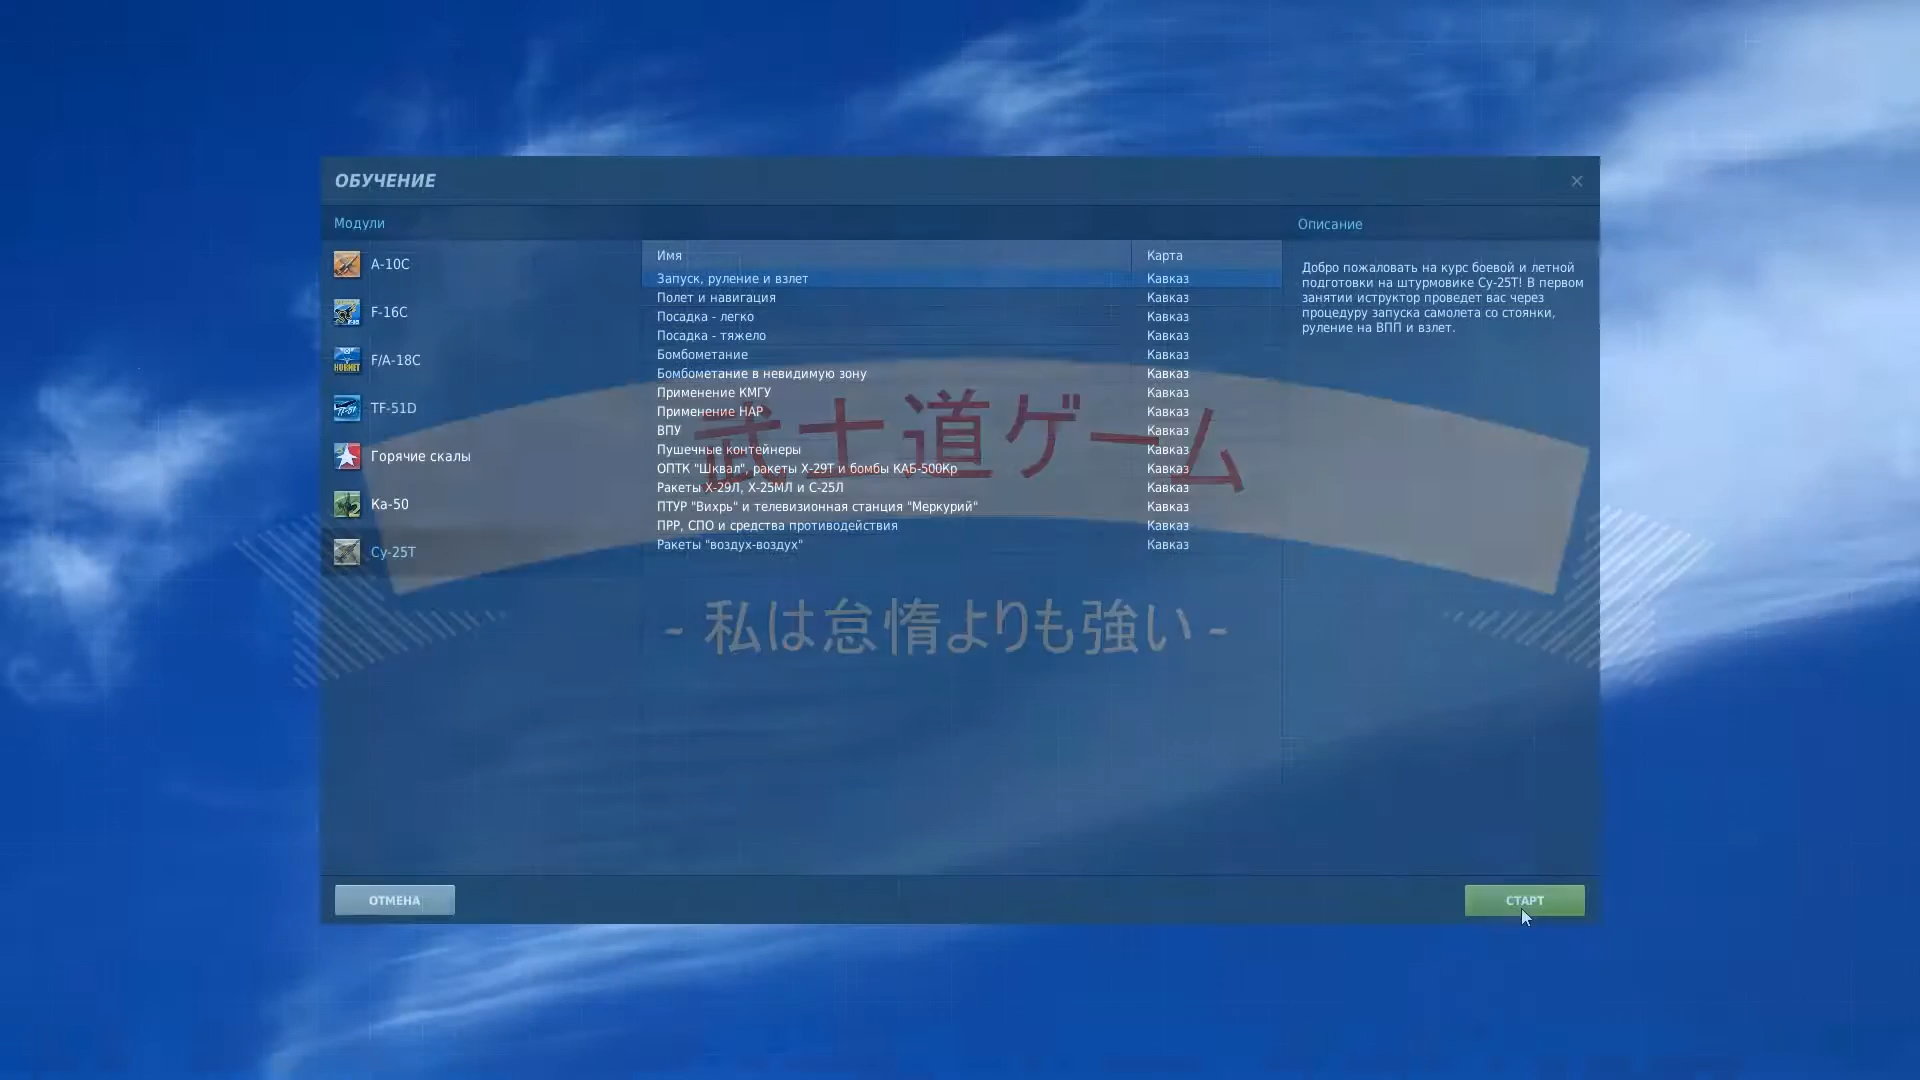 ОБУЧЕНИЕ
Модули
Описание
A-10C
F-16C
F/A-18C
HORNET
TF-51D
Горячие скалы
Ка-50
Су-25Т
Имя Карта
Запуск, руление и взлет Кавказ
Полет и навигация Кавказ
Посадка - легко Кавказ
Посадка - тяжело Кавказ
Бомбометание Кавказ
Бомбометание в невидимую зону Кавказ
Применение КМГУ Кавказ
Применение НАР Кавказ
ВПУ Кавказ
Пушечные контейнеры Кавказ
ОПТК "Шквал", ракеты Х-29Т и бомбы КАБ-500Кр Кавказ
Ракеты Х-29Л, Х-25МЛ и С-25Л Кавказ
ПТУР "Вихрь" и телевизионная станция "Меркурий" Кавказ
ПРР, СПО и средства противодействия Кавказ
Ракеты "воздух-воздух" Кавказ
Добро пожаловать на курс боевой и летной
подготовки на штурмовике Су-25Т! В первом
занятии иструктор проведет вас через
процедуру запуска самолета со стоянки,
руление на ВПП и взлет.
武士道ゲーム
- 私は怠惰よりも強い -
ОТМЕНА
СТАРТ